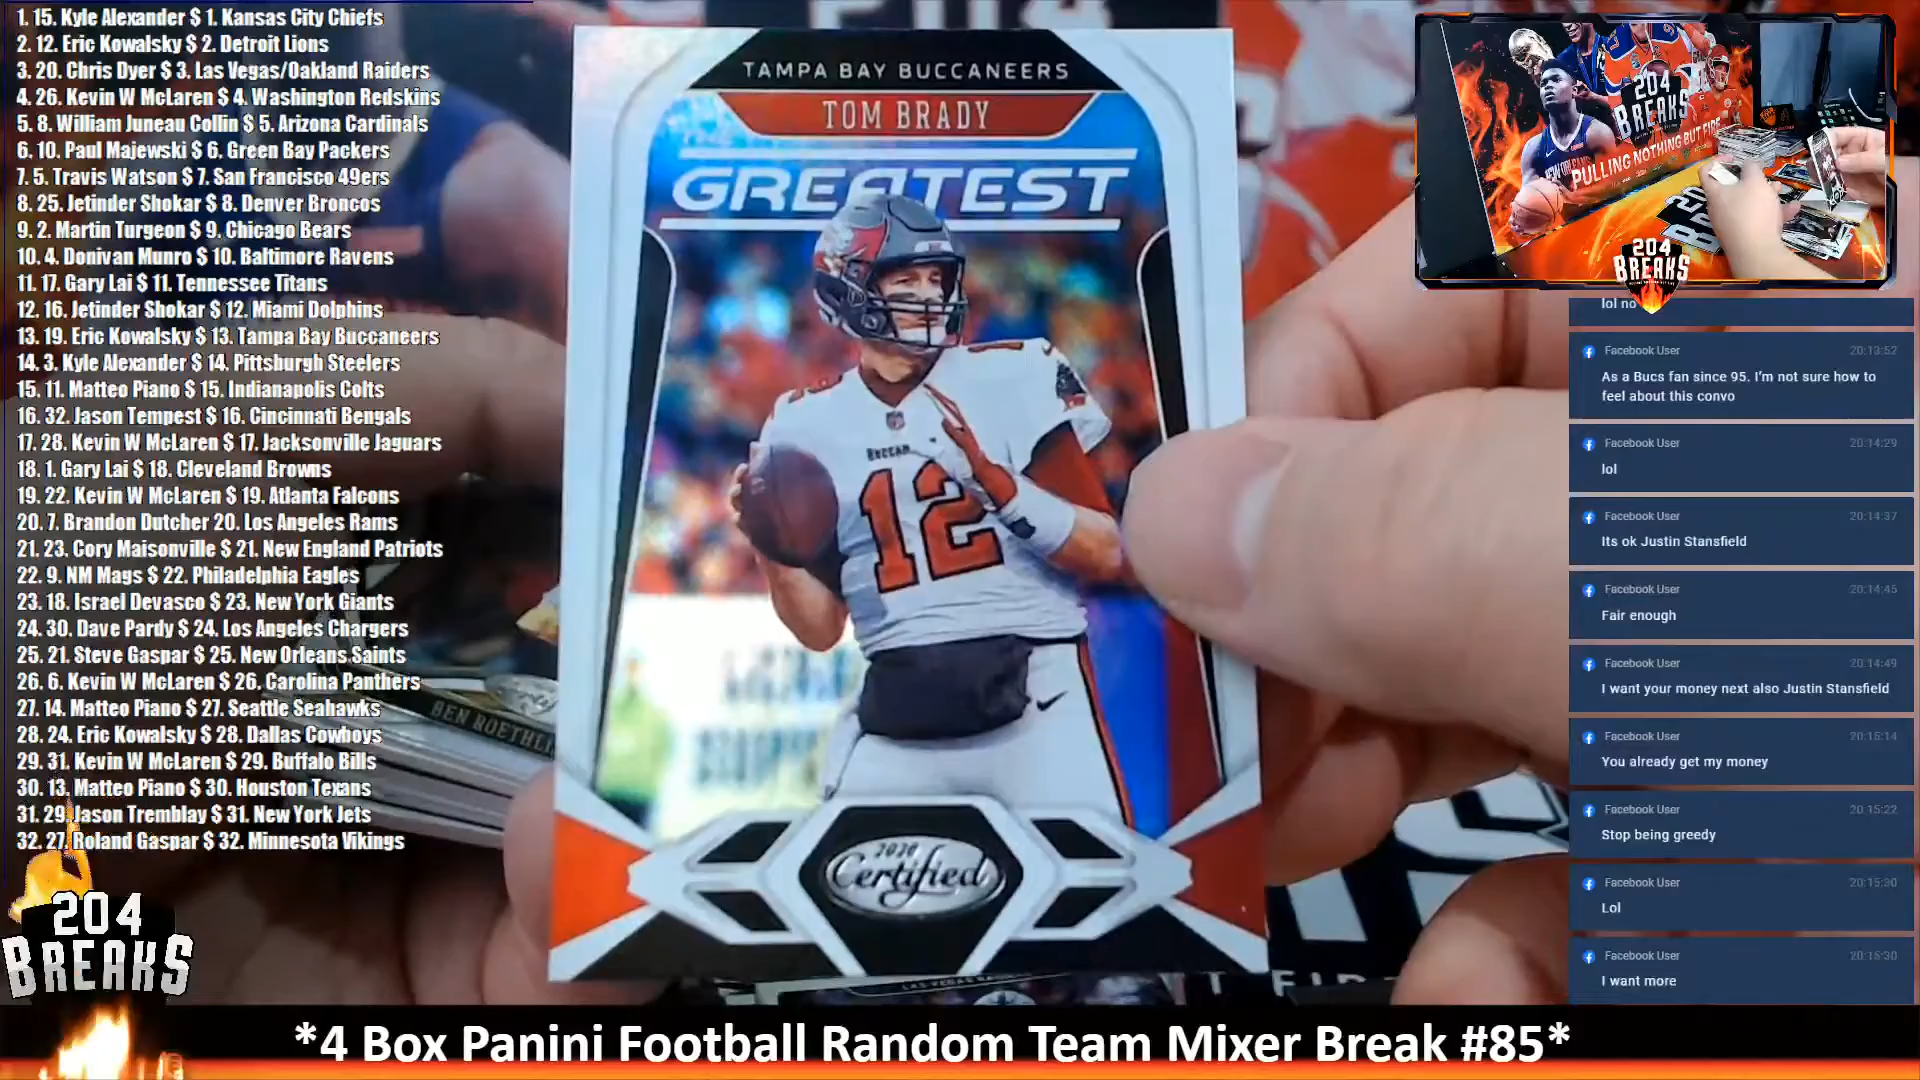 1. 15. Kyle Alexander $ 1. Kansas City Chiefs
2. 12. Eric Kowalsky $ 2. Detroit Lions
3. 20. Chris Dyer $ 3. Las Vegas/Oakland Raiders
4. 26. Kevin W McLaren $ 4. Washington Redskins
5. 8. William Juneau Collin $ 5. Arizona Cardinals
6. 10. Paul Majewski $ 6. Green Bay Packers
7. 5. Travis Watson $ 7. San Francisco 49ers
8. 25. Jetinder Shokar $ 8. Denver Broncos
9. 2. Martin Turgeon $ 9. Chicago Bears
10. 4. Donivan Munro $ 10. Baltimore Ravens
11. 17. Gary Lai $ 11. Tennessee Titans
12. 16. Jetinder Shokar $ 12. Miami Dolphins
13. 19. Eric Kowalsky $ 13. Tampa Bay Buccaneers
14. 3. Kyle Alexander $ 14. Pittsburgh Steelers
15. 11. Matteo Piano $ 15. Indianapolis Colts
16. 32. Jason Tempest $ 16. Cincinnati Bengals
17. 28. Kevin W McLaren $ 17. Jacksonville Jaguars
18. 1. Gary Lai $ 18. Cleveland Browns
19. 22. Kevin W McLaren $ 19. Atlanta Falcons
20. 7. Brandon Dutcher 20. Los Angeles Rams
21. 23. Cory Maisonville $ 21. New England Patriots
22. 9. NM Mags $ 22. Philadelphia Eagles
23. 18. Israel Devasco $ 23. New York Giants
24. 30. Dave Pardy $ 24. Los Angeles Chargers
25. 21. Steve Gaspar $ 25. New Orleans Saints
26. 6. Kevin W McLaren $ 26. Carolina Panthers
27. 14. Matteo Piano $ 27. Seattle Seahawks
28. 24. Eric Kowalsky $ 28. Dallas Cowboys
29. 31. Kevin W McLaren $ 29. Buffalo Bills
30. 13. Matteo Piano $ 30. Houston Texans
31. 29. Jason Tremblay $ 31. New York Jets
32. 27. Roland Gaspar $ 32. Minnesota Vikings
204
BREAKS
TAMPA BAY BUCCANEERS
TOM BRADY
GREATEST
BUCCAN
12
2020
Certified
BEN ROETHLI
204
BREAKS
PULLING NOTHING BUT FIRE
204
BREAKS
lol no
Facebook User 20:13:52
As a Bucs fan since 95. I'm not sure how to
feel about this convo
Facebook User 20:14:29
lol
Facebook User 20:14:37
Its ok Justin Stansfield
Facebook User 20:14:45
Fair enough
Facebook User 20:14:49
I want your money next also Justin Stansfield
Facebook User 20:15:14
You already get my money
Facebook User 20:15:22
Stop being greedy
Facebook User 20:15:30
Lol
Facebook User 20:15:30
I want more
*4 Box Panini Football Random Team Mixer Break #85*